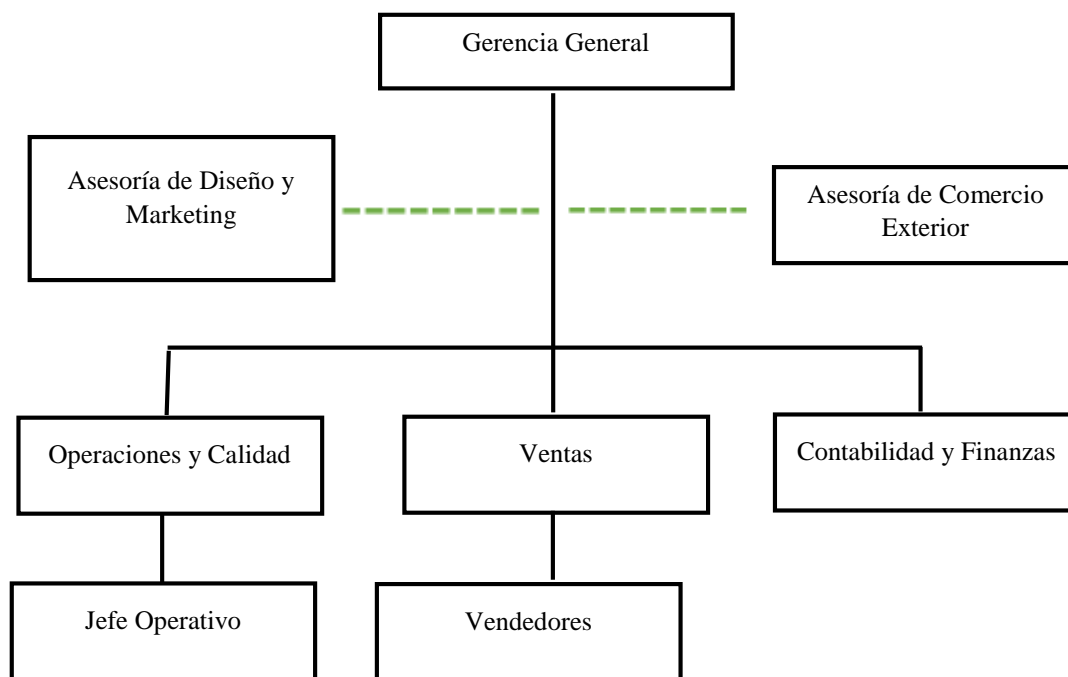 Gerencia General
Asesoría de Diseño y
Marketing
Asesoría de Comercio
Exterior
Operaciones y Calidad
Ventas
Contabilidad y Finanzas
Jefe Operativo
Vendedores